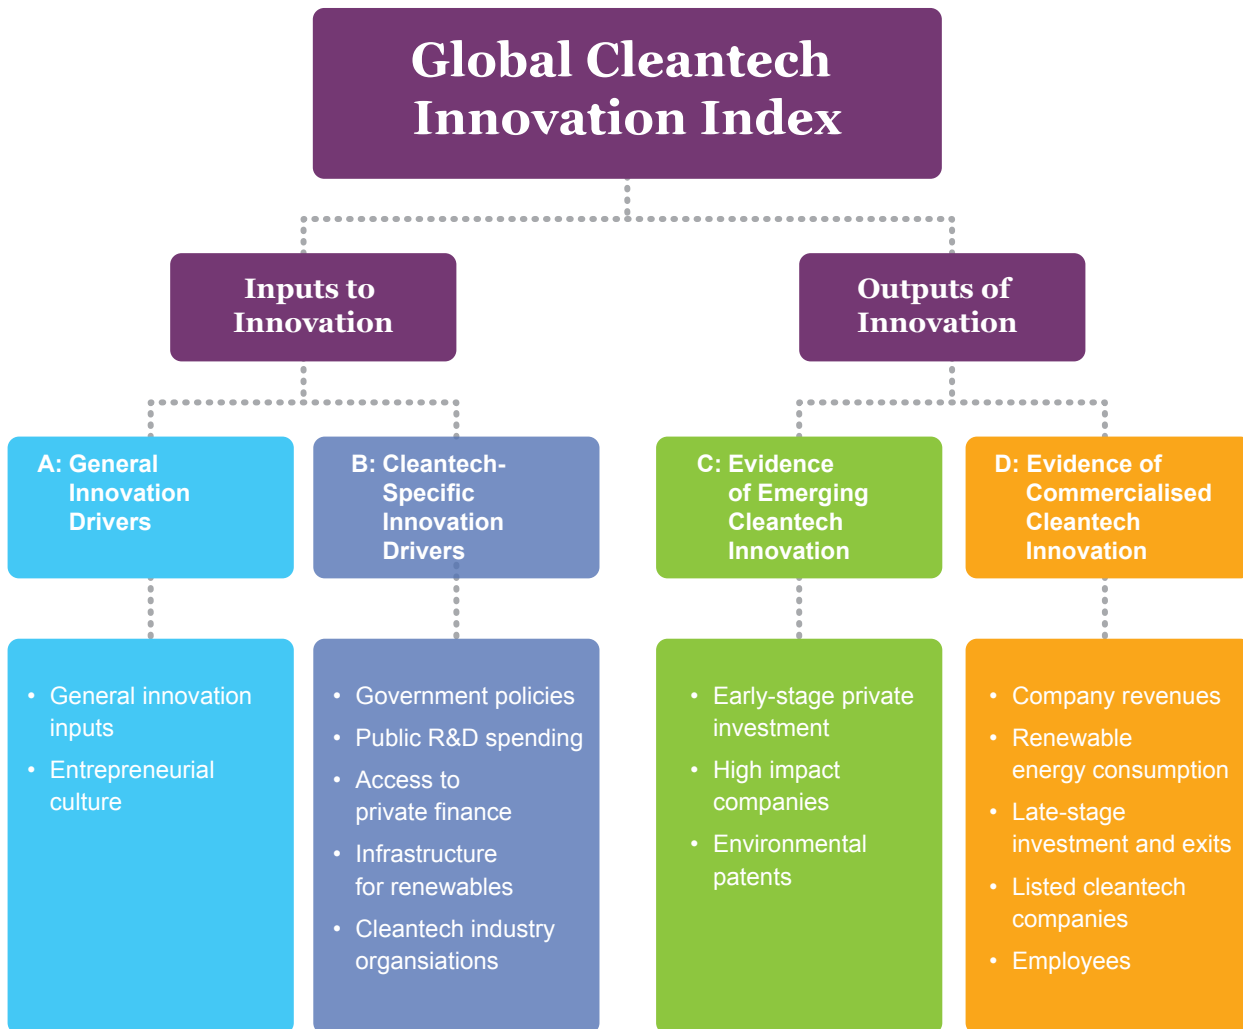 Global Cleantech
Innovation Index
Inputs to
Innovation
Outputs of
Innovation
A: General
Innovation
Drivers
B: Cleantech-
Specific
Innovation
Drivers
C: Evidence
of Emerging
Cleantech
Innovation
D: Evidence of
Commercialised
Cleantech
Innovation
• General innovation
inputs
• Entrepreneurial
culture
• Government policies
• Public R&D spending
• Access to
private finance
• Infrastructure
for renewables
• Cleantech industry
organsiations
• Early-stage private
investment
• High impact
companies
• Environmental
patents
• Company revenues
• Renewable
energy consumption
• Late-stage
investment and exits
• Listed cleantech
companies
• Employees